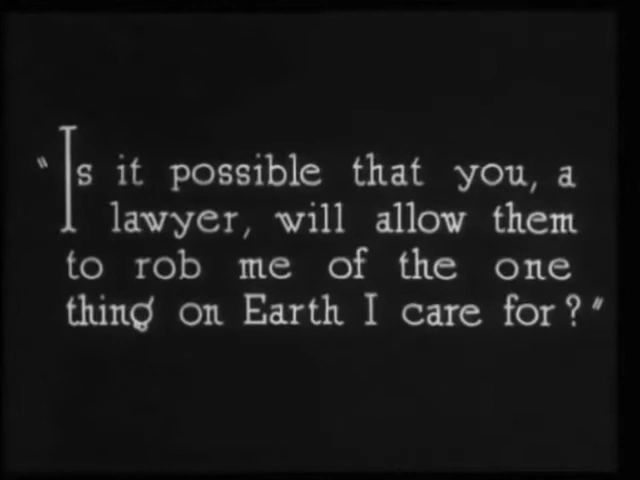 "Is it possible that you, a
lawyer, will allow them
to rob me of the one
thing on Earth I care for?"